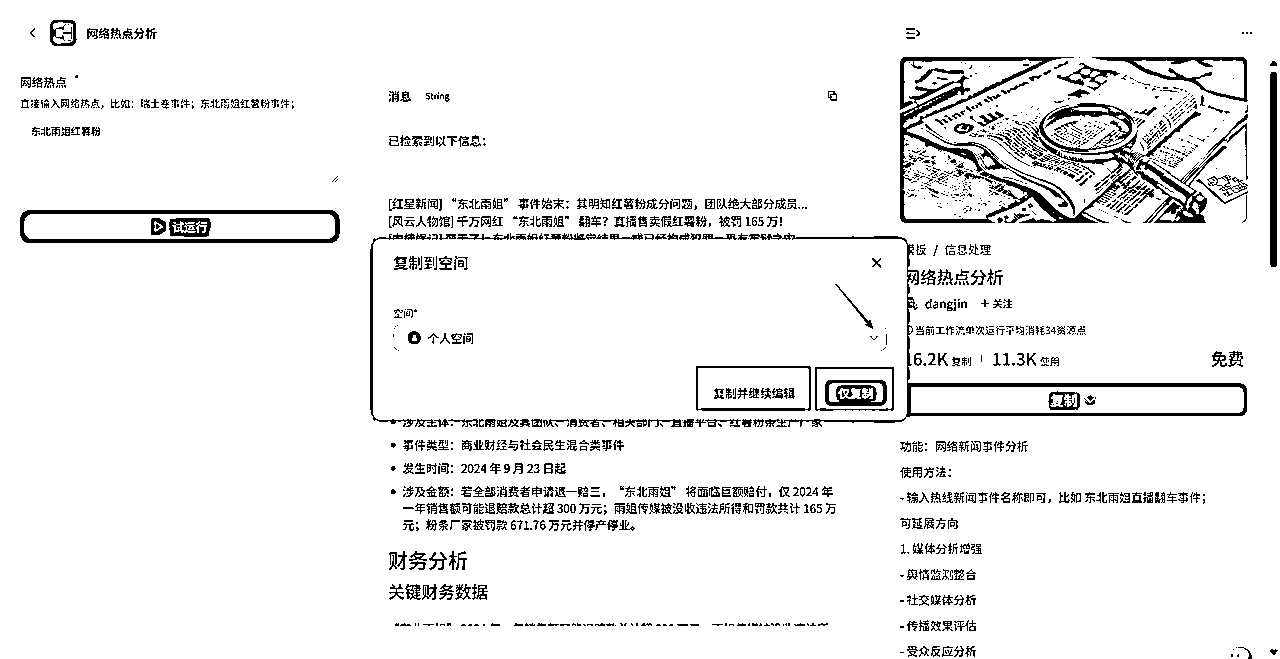 网络热点分析
网络热点 *
直接输入网络热点，比如：瑞士卷事件；东北雨姐红薯粉事件；
东北雨姐红薯粉
试运行
消息 String
已检索到以下信息：
[红星新闻] “东北雨姐” 事件始末：其明知红薯粉成分问题，团队绝大部分成员...
[风云人物馆] 千万网红 “东北雨姐” 翻车？直播售卖假红薯粉，被罚 165 万！
复制到空间
空间*
个人空间
复制并继续编辑
仅复制
涉及主体：东北雨姐及其团队、消费者、相关部门、直播平台、红薯粉条生产厂家
事件类型：商业财经与社会民生混合类事件
发生时间：2024 年 9 月 23 日起
涉及金额：若全部消费者申请退一赔三，“东北雨姐” 将面临巨额赔付，仅 2024 年
一年销售额可能退赔款总计超 300 万元；雨姐传媒被没收违法所得和罚款共计 165 万
元；粉条厂家被罚款 671.76 万元并停产停业。
财务分析
关键财务数据
模板 / 信息处理
网络热点分析
dangjin + 关注
当前工作流单次运行平均消耗34资源点
16.2K 复制 | 11.3K 使用
免费
复制
功能：网络新闻事件分析
使用方法：
- 输入热线新闻事件名称即可，比如 东北雨姐直播翻车事件；
可延展方向
1. 媒体分析增强
- 舆情监测整合
- 社交媒体分析
- 传播效果评估
- 受众反应分析